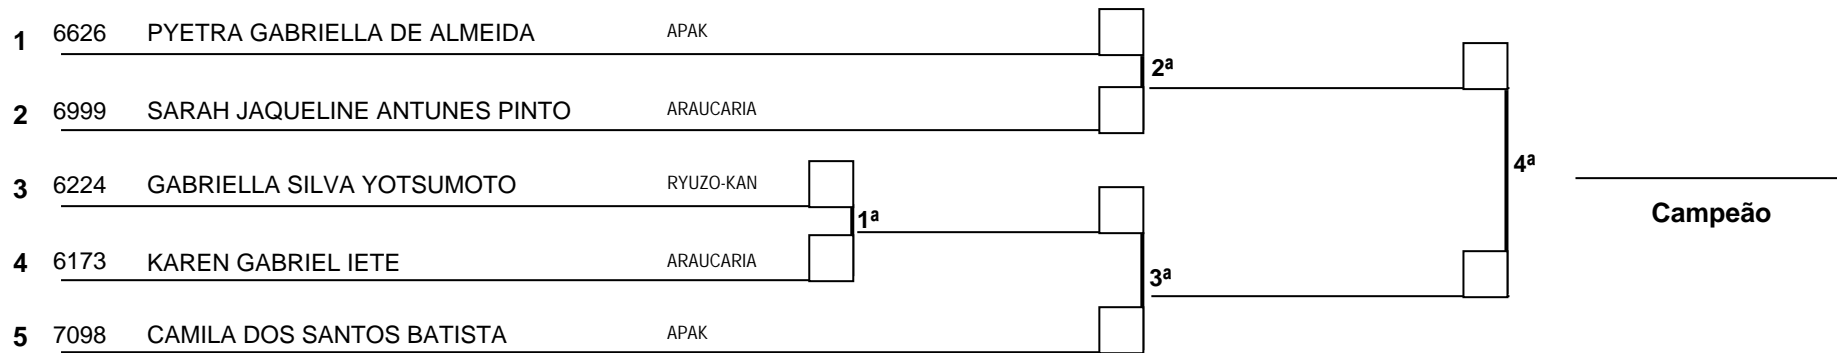 1 6626 PYETRA GABRIELLA DE ALMEIDA APAK
2ª
2 6999 SARAH JAQUELINE ANTUNES PINTO ARAUCARIA
4ª
3 6224 GABRIELLA SILVA YOTSUMOTO RYUZO-KAN
Campeão
1ª
4 6173 KAREN GABRIEL IETE ARAUCARIA
3ª
5 7098 CAMILA DOS SANTOS BATISTA APAK